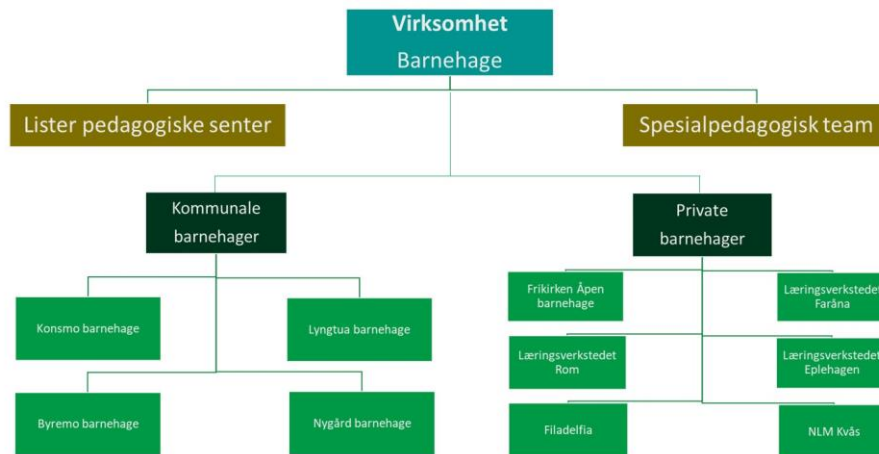 Virksomhet
Barnehage
Lister pedagogiske senter
Spesialpedagogisk team
Kommunale
barnehager
Private
barnehager
Konsmo barnehage
Lyngtua barnehage
Byremo barnehage
Nygård barnehage
Frikirken Åpen
barnehage
Læringsverkstedet
Faråna
Læringsverkstedet
Rom
Læringsverkstedet
Eplehagen
Filadelfia
NLM Kvås